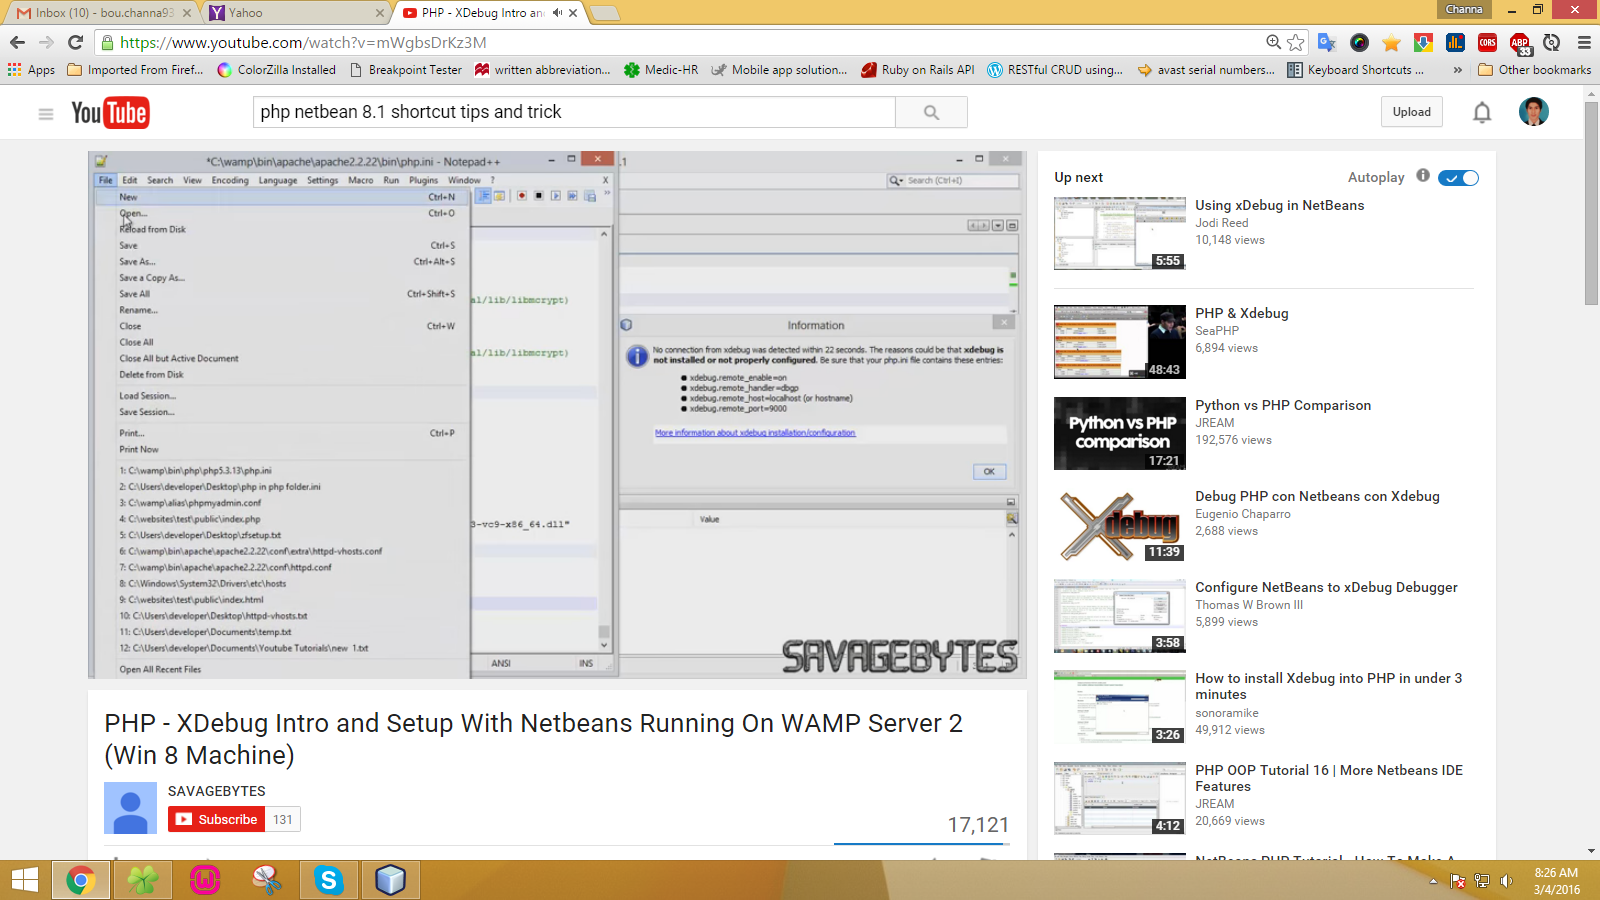 Inbox (10) - bou.channa93
Yahoo
PHP - XDebug Intro an
Channa
https://www.youtube.com/watch?v=mWgbsDrKz3M
Apps
Imported From Firef...
ColorZilla Installed
Breakpoint Tester
written abbreviation...
Medic-HR
Mobile app solution...
Ruby on Rails API
RESTful CRUD using...
avast serial numbers...
Keyboard Shortcuts ...
»
Other bookmarks
YouTube
php netbean 8.1 shortcut tips and trick
Upload
*C:\wamp\bin\apache\apache2.2.22\bin\php.ini - Notepad++
.1
File Edit Search View Encoding Language Settings Macro Run Plugins Window ? X
Search (Ctrl+I)
New Ctrl+N
Open... Ctrl+O
Reload from Disk
Save Ctrl+S
Save As... Ctrl+Alt+S
Save a Copy As...
Save All Ctrl+Shift+S
al/lib/libmcrypt)
Rename...
Close Ctrl+W
Close All
Close All but Active Document
al/lib/libmcrypt)
Delete from Disk
Load Session...
Save Session...
Print... Ctrl+P
Print Now
1: C:\wamp\bin\php\php5.3.13\php.ini
2: C:\Users\developer\Desktop\php in php folder.ini
3: C:\wamp\alias\phpmyadmin.conf
4: C:\websites\test\public\index.php
3-vc9-x86_64.dll"
5: C:\Users\developer\Desktop\zfsetup.txt
6: C:\wamp\bin\apache\apache2.2.22\conf\extra\httpd-vhosts.conf
7: C:\wamp\bin\apache\apache2.2.22\conf\httpd.conf
8: C:\Windows\System32\Drivers\etc\hosts
9: C:\websites\test\public\index.html
10: C:\Users\developer\Desktop\httpd-vhosts.txt
11: C:\Users\developer\Documents\temp.txt
12: C:\Users\developer\Documents\Youtube Tutorials\new 1.txt
Open All Recent Files
ANSI INS
Information
No connection from xdebug was detected within 22 seconds. The reasons could be that xdebug is
not installed or not properly configured. Be sure that your php.ini file contains these entries:
● xdebug.remote_enable=on
● xdebug.remote_handler=dbgp
● xdebug.remote_host=localhost (or hostname)
● xdebug.remote_port=9000
More information about xdebug installation/configuration
OK
Value
SAVAGEBYTES
PHP - XDebug Intro and Setup With Netbeans Running On WAMP Server 2
(Win 8 Machine)
SAVAGEBYTES
Subscribe 131
17,121
Up next
Autoplay
Using xDebug in NetBeans
Jodi Reed
10,148 views
5:55
PHP & Xdebug
SeaPHP
6,894 views
48:43
Python vs PHP
comparison
17:21
Python vs PHP Comparison
JREAM
192,576 views
Xdebug
11:39
Debug PHP con Netbeans con Xdebug
Eugenio Chaparro
2,688 views
Configure NetBeans to xDebug Debugger
Thomas W Brown III
5,899 views
3:58
How to install Xdebug into PHP in under 3
minutes
sonoramike
49,912 views
3:26
PHP OOP Tutorial 16 | More Netbeans IDE
Features
JREAM
20,669 views
4:12
NetBeans PHP Tutorial - How To Make A
8:26 AM
3/4/2016